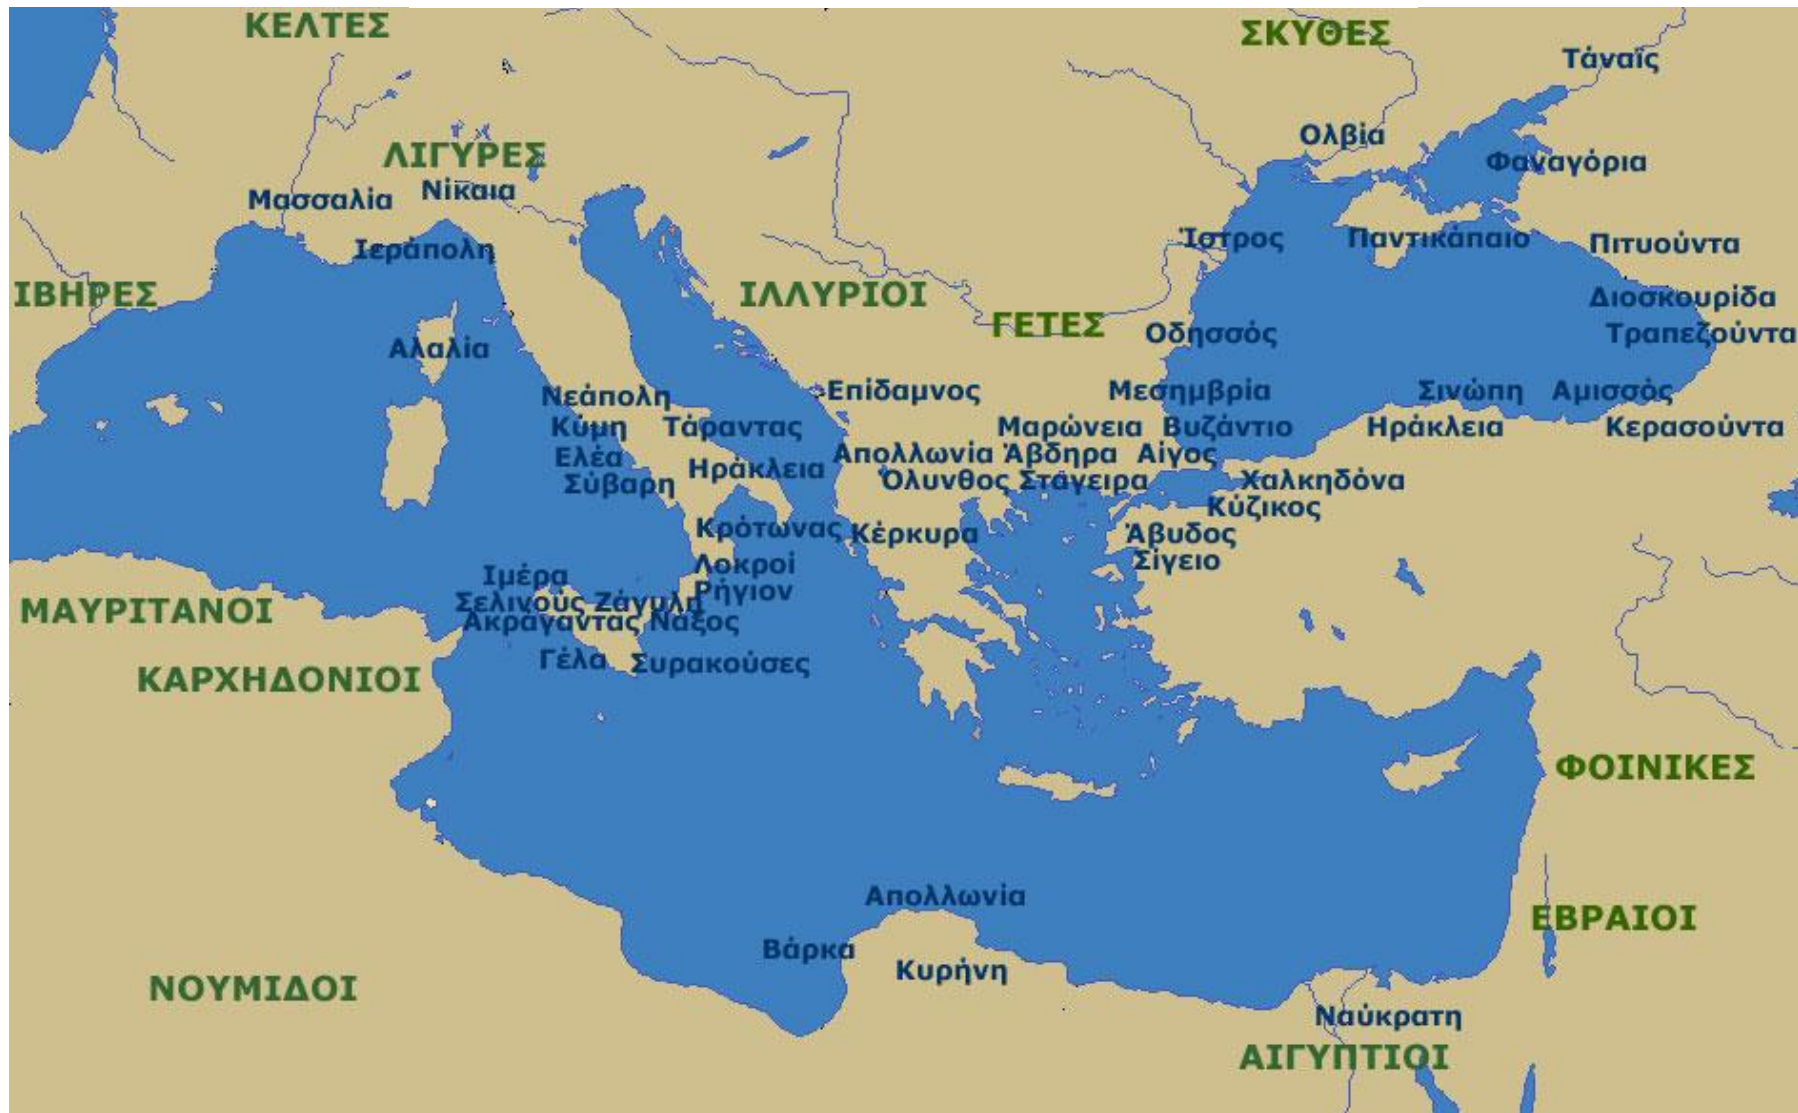 ΚΕΛΤΕΣ
ΣΚΥΘΕΣ
Τάναΐς
Ολβία
ΛΙΓΥΡΕΣ
Φαναγόρια
Μασσαλία
Νίκαια
Ιεράπολη
Ίστρος
Παντικάπαιο
Πιτυούντα
ΙΒΗΡΕΣ
ΙΛΛΥΡΙΟΙ
Διοσκουρίδα
ΓΕΤΕΣ
Οδησσός
Τραπεζούντα
Αλαλία
Νεάπολη
Επίδαμνος
Μεσημβρία
Σινώπη
Αμισσός
Κύμη
Τάραντας
Μαρώνεια
Βυζάντιο
Ηράκλεια
Κερασούντα
Ελέα
Ηράκλεια
Απολλωνία
Άβδηρα
Αίγος
Σύβαρη
Όλυνθος
Στάγειρα
Χαλκηδόνα
Κύζικος
Κρότωνας
Κέρκυρα
Άβυδος
Λοκροί
Σίγειο
Ιμέρα
Ρήγιον
Σελινούς
Ζάγυλη
ΜΑΥΡΙΤΑΝΟΙ
Ακράγαντας
Νάξος
Γέλα
Συρακούσες
ΚΑΡΧΗΔΟΝΙΟΙ
ΦΟΙΝΙΚΕΣ
Απολλωνία
ΕΒΡΑΙΟΙ
Βάρκα
Κυρήνη
ΝΟΥΜΙΔΟΙ
Ναύκρατη
ΑΙΓΥΠΤΙΟΙ